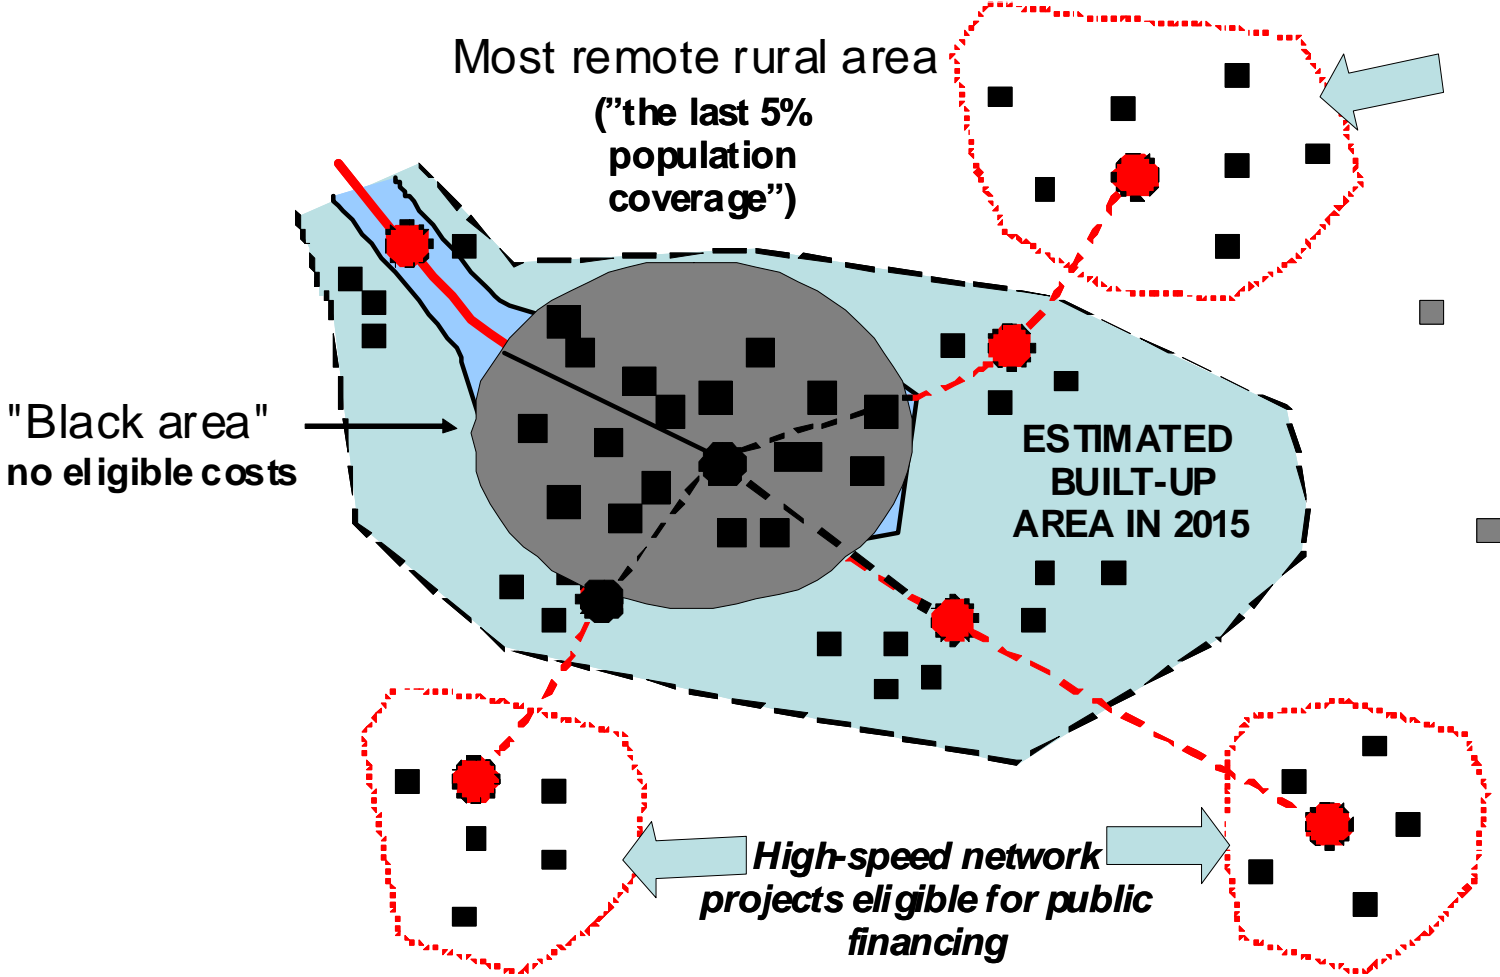 Most remote rural area
(”the last 5%
population
coverage”)
"Black area"
no eligible costs
ESTIMATED
BUILT-UP
AREA IN 2015
High-speed network
projects eligible for public
financing